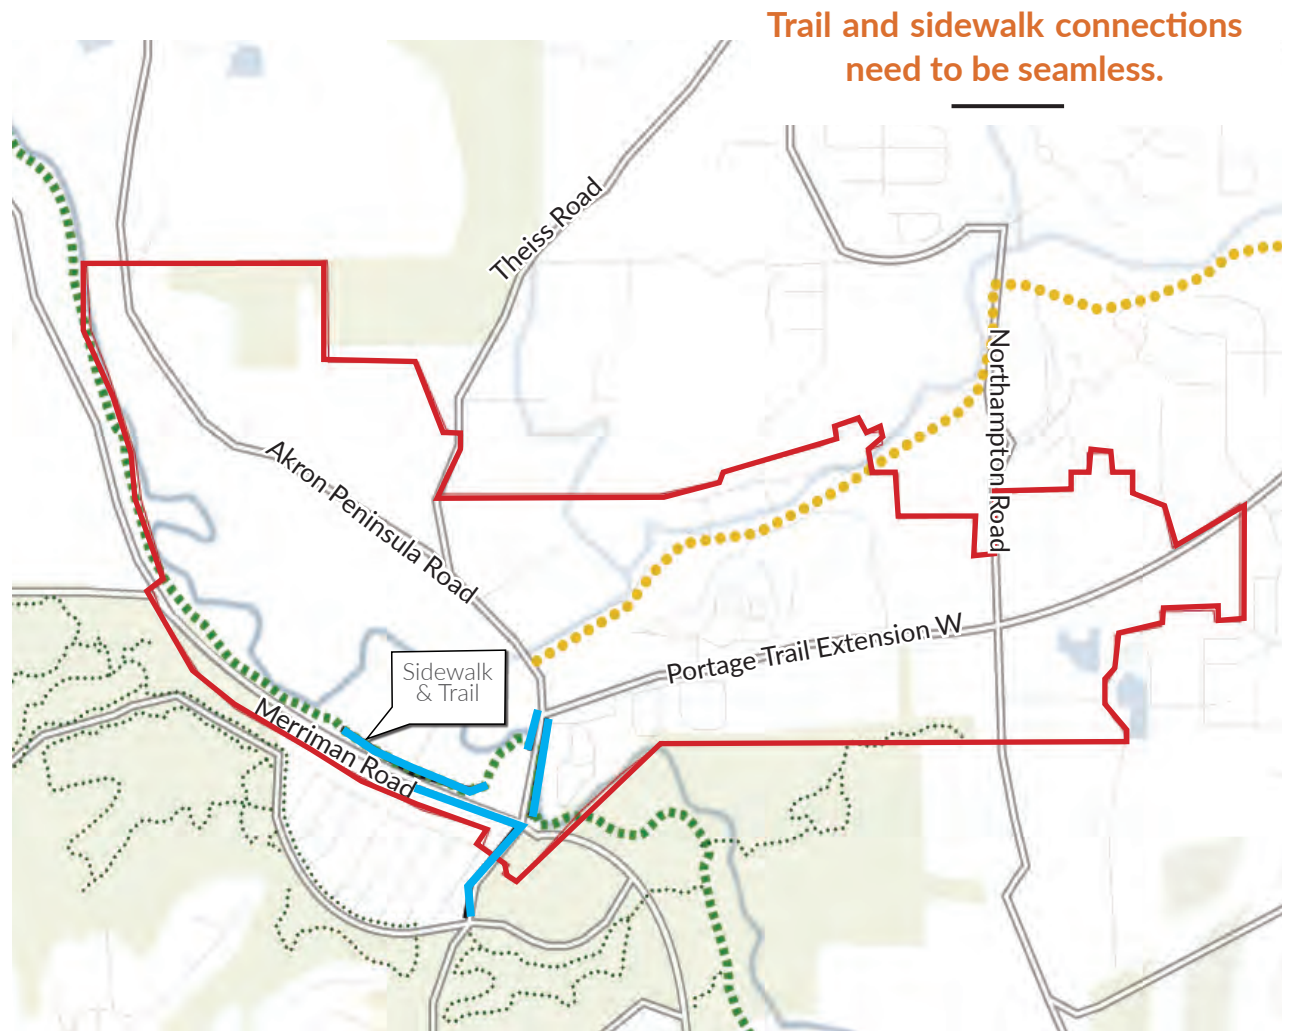 Trail and sidewalk connections
need to be seamless.
Theiss Road
Northampton Road
Akron Peninsula Road
Portage Trail Extension W
Sidewalk
& Trail
Merriman Road